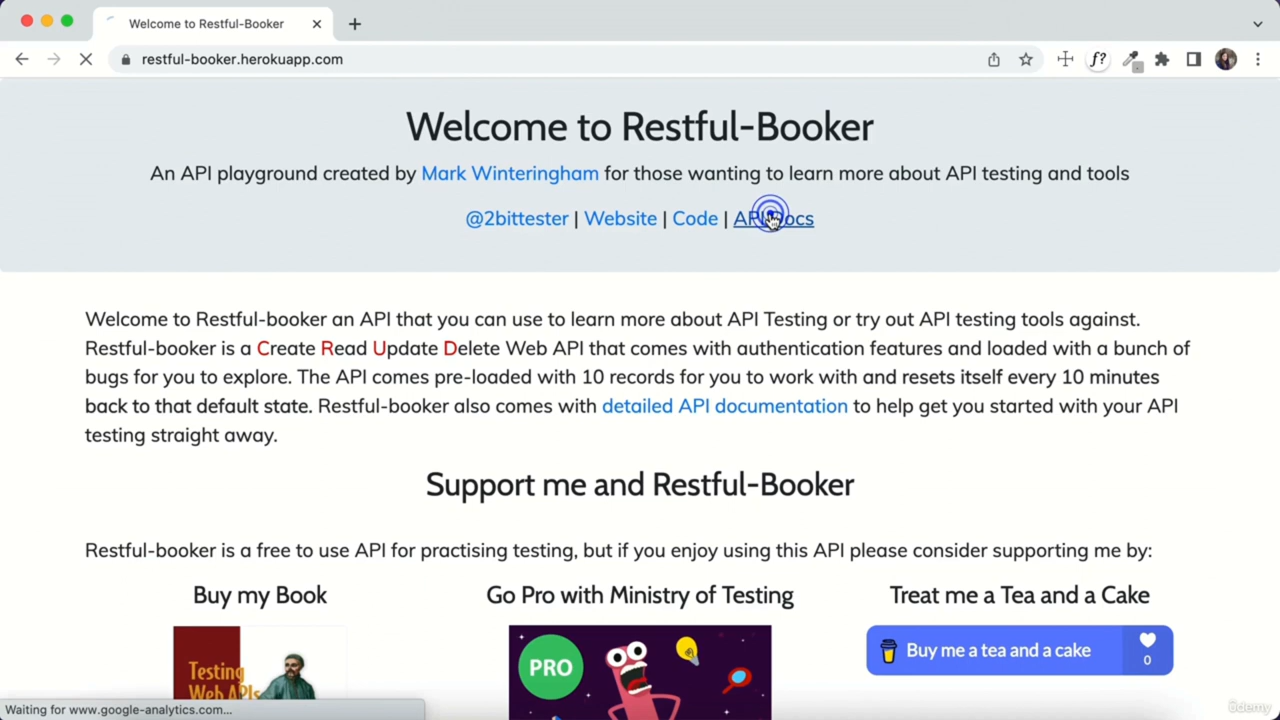 Welcome to Restful-Booker
restful-booker.herokuapp.com
f?
Welcome to Restful-Booker
An API playground created by Mark Winteringham for those wanting to learn more about API testing and tools
@2bittester | Website | Code | API Docs
Welcome to Restful-booker an API that you can use to learn more about API Testing or try out API testing tools against.
Restful-booker is a Create Read Update Delete Web API that comes with authentication features and loaded with a bunch of
bugs for you to explore. The API comes pre-loaded with 10 records for you to work with and resets itself every 10 minutes
back to that default state. Restful-booker also comes with detailed API documentation to help get you started with your API
testing straight away.
Support me and Restful-Booker
Restful-booker is a free to use API for practising testing, but if you enjoy using this API please consider supporting me by:
Buy my Book
Go Pro with Ministry of Testing
Treat me a Tea and a Cake
Testing
Web APIs
PRO
Buy me a tea and a cake
0
Waiting for www.google-analytics.com...
ûdemy